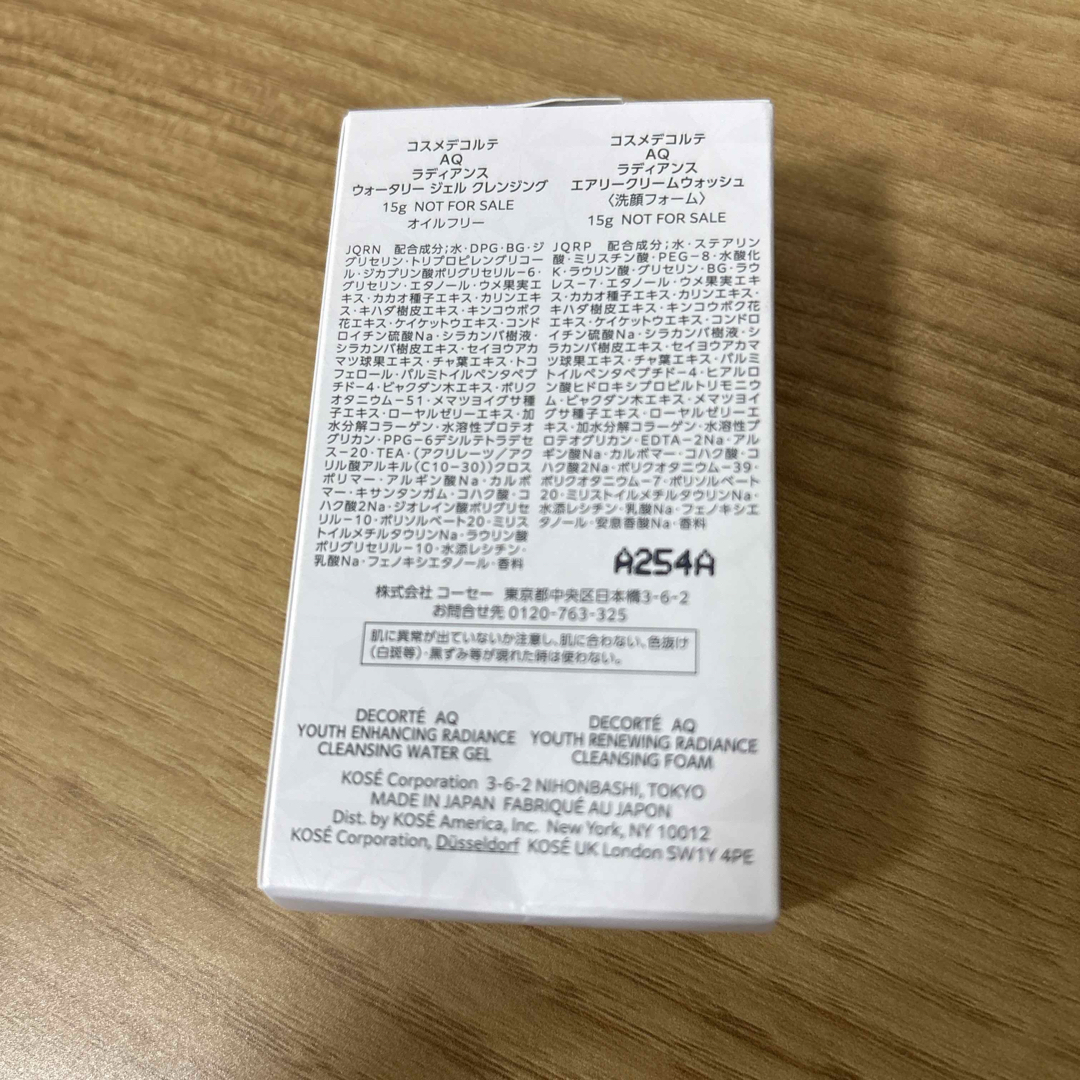 コスメデコルテ
AQ
ラディアンス
ウォータリー ジェル クレンジング
15g NOT FOR SALE
オイルフリー
JQRN 配合成分;水・DPG・BG・ジ
グリセリン・トリプロピレングリコー
ル・ジカプリン酸ポリグリセリル-6・
グリセリン・エタノール・ウメ果実エ
キス・カカオ種子エキス・カリンエキス
・キハダ樹皮エキス・キンコウボク
花エキス・ケイケットウエキス・コンド
ロイチン硫酸Na・シラカンバ樹液・
シラカンバ樹皮エキス・セイヨウアカ
マツ球果エキス・チャ葉エキス・トコ
フェロール・パルミトイルペンタペプ
チド-4・ビャクダン木エキス・ポリク
オタニウム-51・メマツヨイグサ種
子エキス・ローヤルゼリーエキス・加
水分解コラーゲン・水溶性プロテオ
グリカン・PPG-6デシルテトラデセ
ス-20・TEA・(アクリレーツ/アク
リル酸アルキル(C10-30))クロス
ポリマー・アルギン酸Na・カルボ
マー・キサンタンガム・コハク酸・コ
ハク酸2Na・ジオレイン酸ポリグリセ
リル-10・ポリソルベート20・ミリス
トイルメチルタウリンNa・ラウリン酸
ポリグリセリル-10・水添レシチン・
乳酸Na・フェノキシエタノール・香料
コスメデコルテ
AQ
ラディアンス
エアリークリームウォッシュ
〈洗顔フォーム〉
15g NOT FOR SALE
JQRP 配合成分;水・ステアリン
酸・ミリスチン酸・PEG-8・水酸化
K・ラウリン酸・グリセリン・BG・ラウ
レス-7・エタノール・ウメ果実エキ
ス・カカオ種子エキス・カリンエキス・
キハダ樹皮エキス・キンコウボク花
エキス・ケイケットウエキス・コンドロ
イチン硫酸Na・シラカンバ樹液・シ
ラカンバ樹皮エキス・セイヨウアカマ
ツ球果エキス・チャ葉エキス・パルミ
トイルペンタペプチド-4・ヒアルロ
ン酸ヒドロキシプロピルトリモニウ
ム・ビャクダン木エキス・メマツヨイ
グサ種子エキス・ローヤルゼリーエ
キス・加水分解コラーゲン・水溶性プ
ロテオグリカン・EDTA-2Na・アル
ギン酸Na・カルボマー・コハク酸・コ
ハク酸2Na・ポリクオタニウム-39・
ポリクオタニウム-7・ポリソルベート
20・ミリストイルメチルタウリンNa・
水添レシチン・乳酸Na・フェノキシエ
タノール・安息香酸Na・香料
A254A
株式会社 コーセー 東京都中央区日本橋3-6-2
お問合せ先 0120-763-325
肌に異常が出ていないか注意し、肌に合わない、色抜け
(白斑等)・黒ずみ等が現れた時は使わない。
DECORTÉ AQ
YOUTH ENHANCING RADIANCE
CLEANSING WATER GEL
DECORTÉ AQ
YOUTH RENEWING RADIANCE
CLEANSING FOAM
KOSÉ Corporation 3-6-2 NIHONBASHI, TOKYO
MADE IN JAPAN FABRIQUÉ AU JAPON
Dist. by KOSÉ America, Inc. New York, NY 10012
KOSÉ Corporation, Düsseldorf KOSÉ UK London SW1Y 4PE